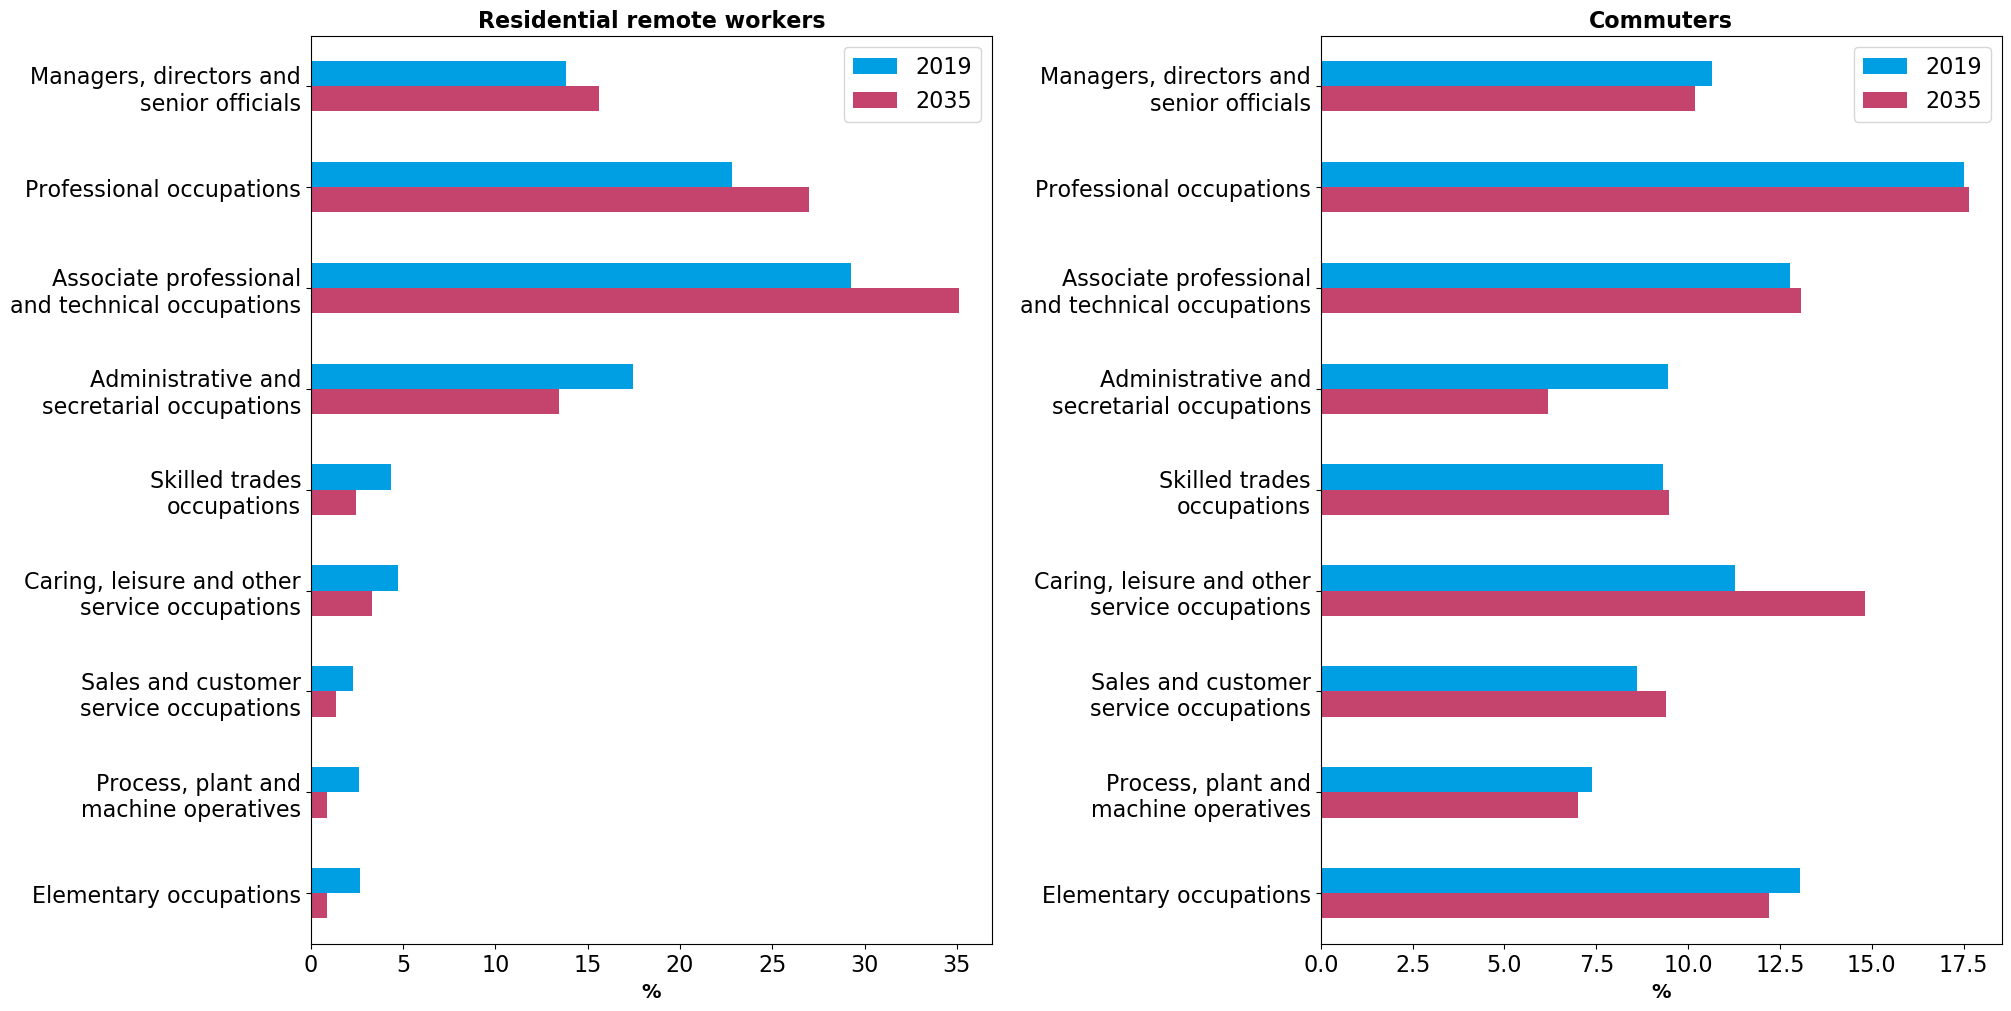 Residential remote workers
2019
2035
Managers, directors and
senior officials
Professional occupations
Associate professional
and technical occupations
Administrative and
secretarial occupations
Skilled trades
occupations
Caring, leisure and other
service occupations
Sales and customer
service occupations
Process, plant and
machine operatives
Elementary occupations
0 5 10 15 20 25 30 35
%
Commuters
2019
2035
Managers, directors and
senior officials
Professional occupations
Associate professional
and technical occupations
Administrative and
secretarial occupations
Skilled trades
occupations
Caring, leisure and other
service occupations
Sales and customer
service occupations
Process, plant and
machine operatives
Elementary occupations
0.0 2.5 5.0 7.5 10.0 12.5 15.0 17.5
%